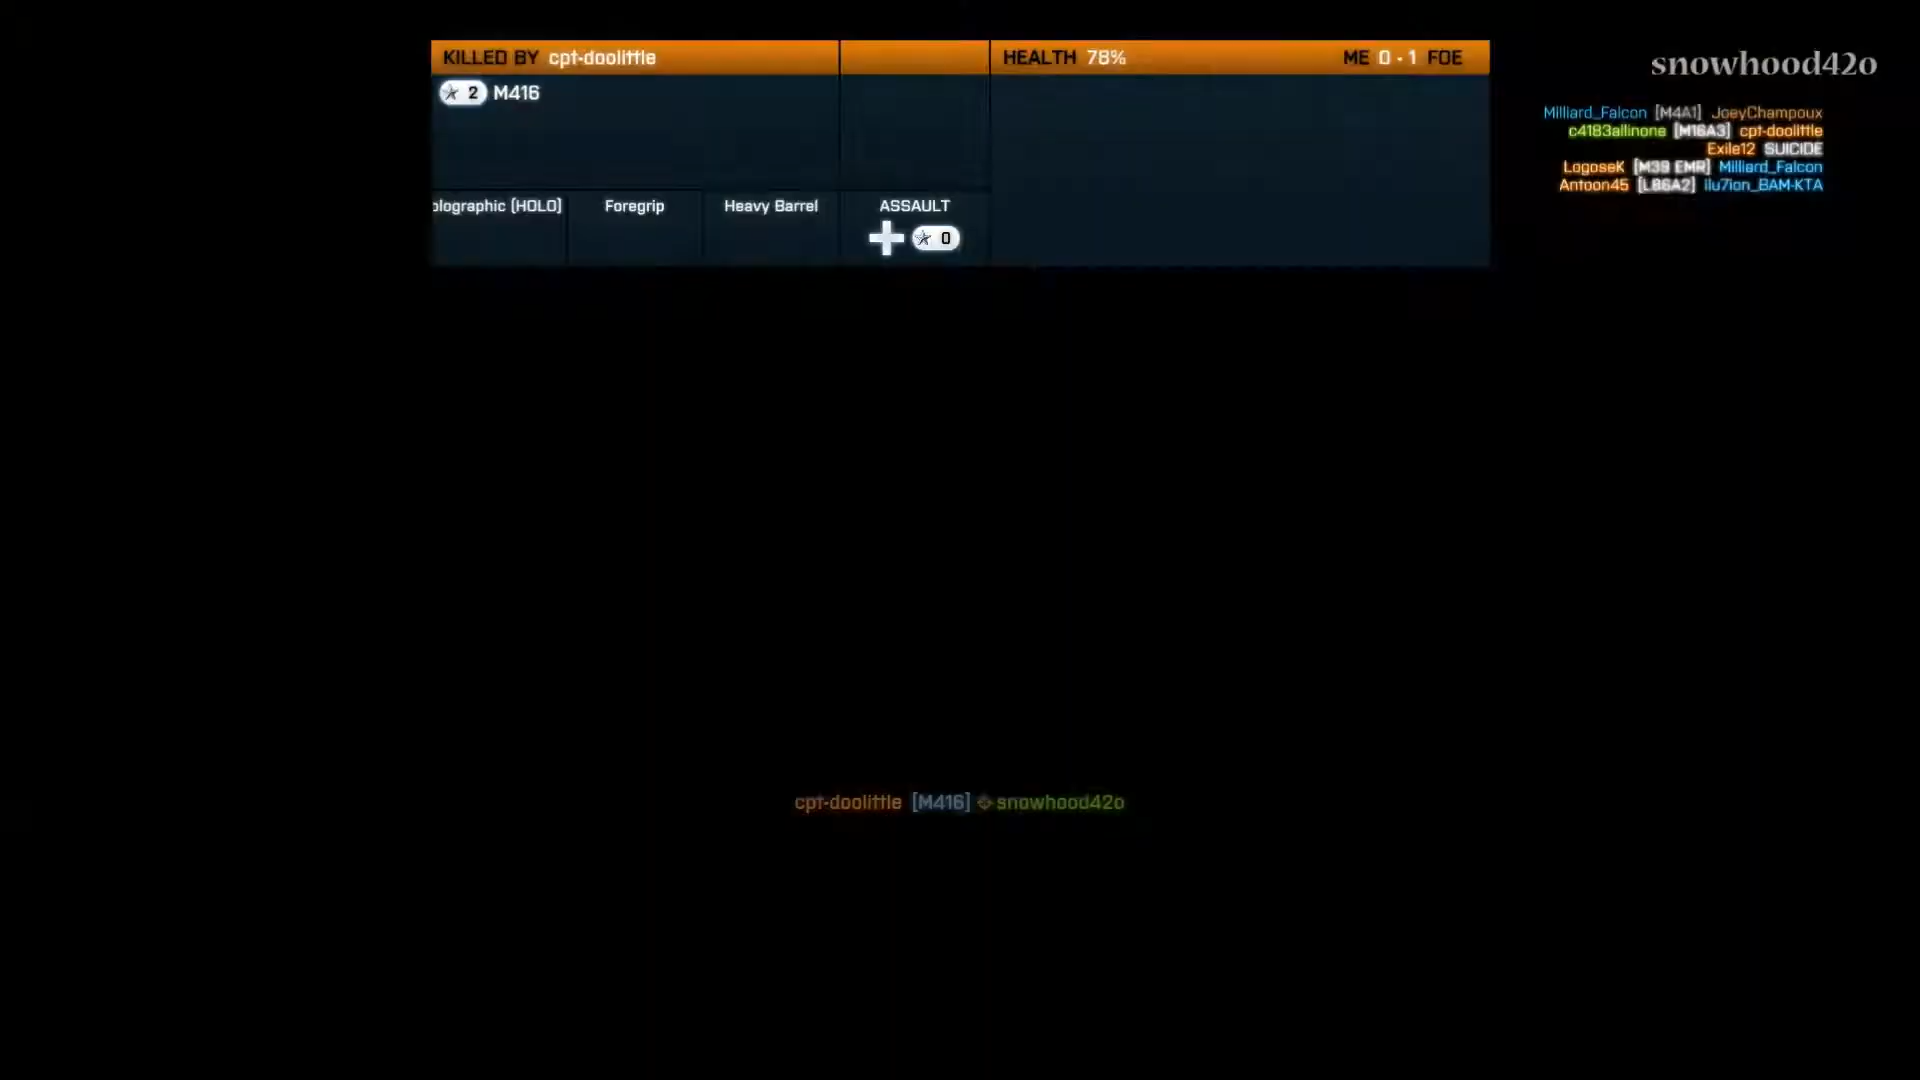 KILLED BY cpt-doolittle HEALTH 78% ME 0 - 1 FOE
2 M416
olographic [HOLO] Foregrip Heavy Barrel ASSAULT
0
snowhood42o
Milliard_Falcon [M4A1] JoeyChampoux
c4183allinone [M16A3] cpt-doolittle
Exile12 SUICIDE
LogoseK [M39 EMR] Milliard_Falcon
Antoon45 [L86A2] ilu7ion_BAM-KTA
cpt-doolittle [M416] snowhood42o